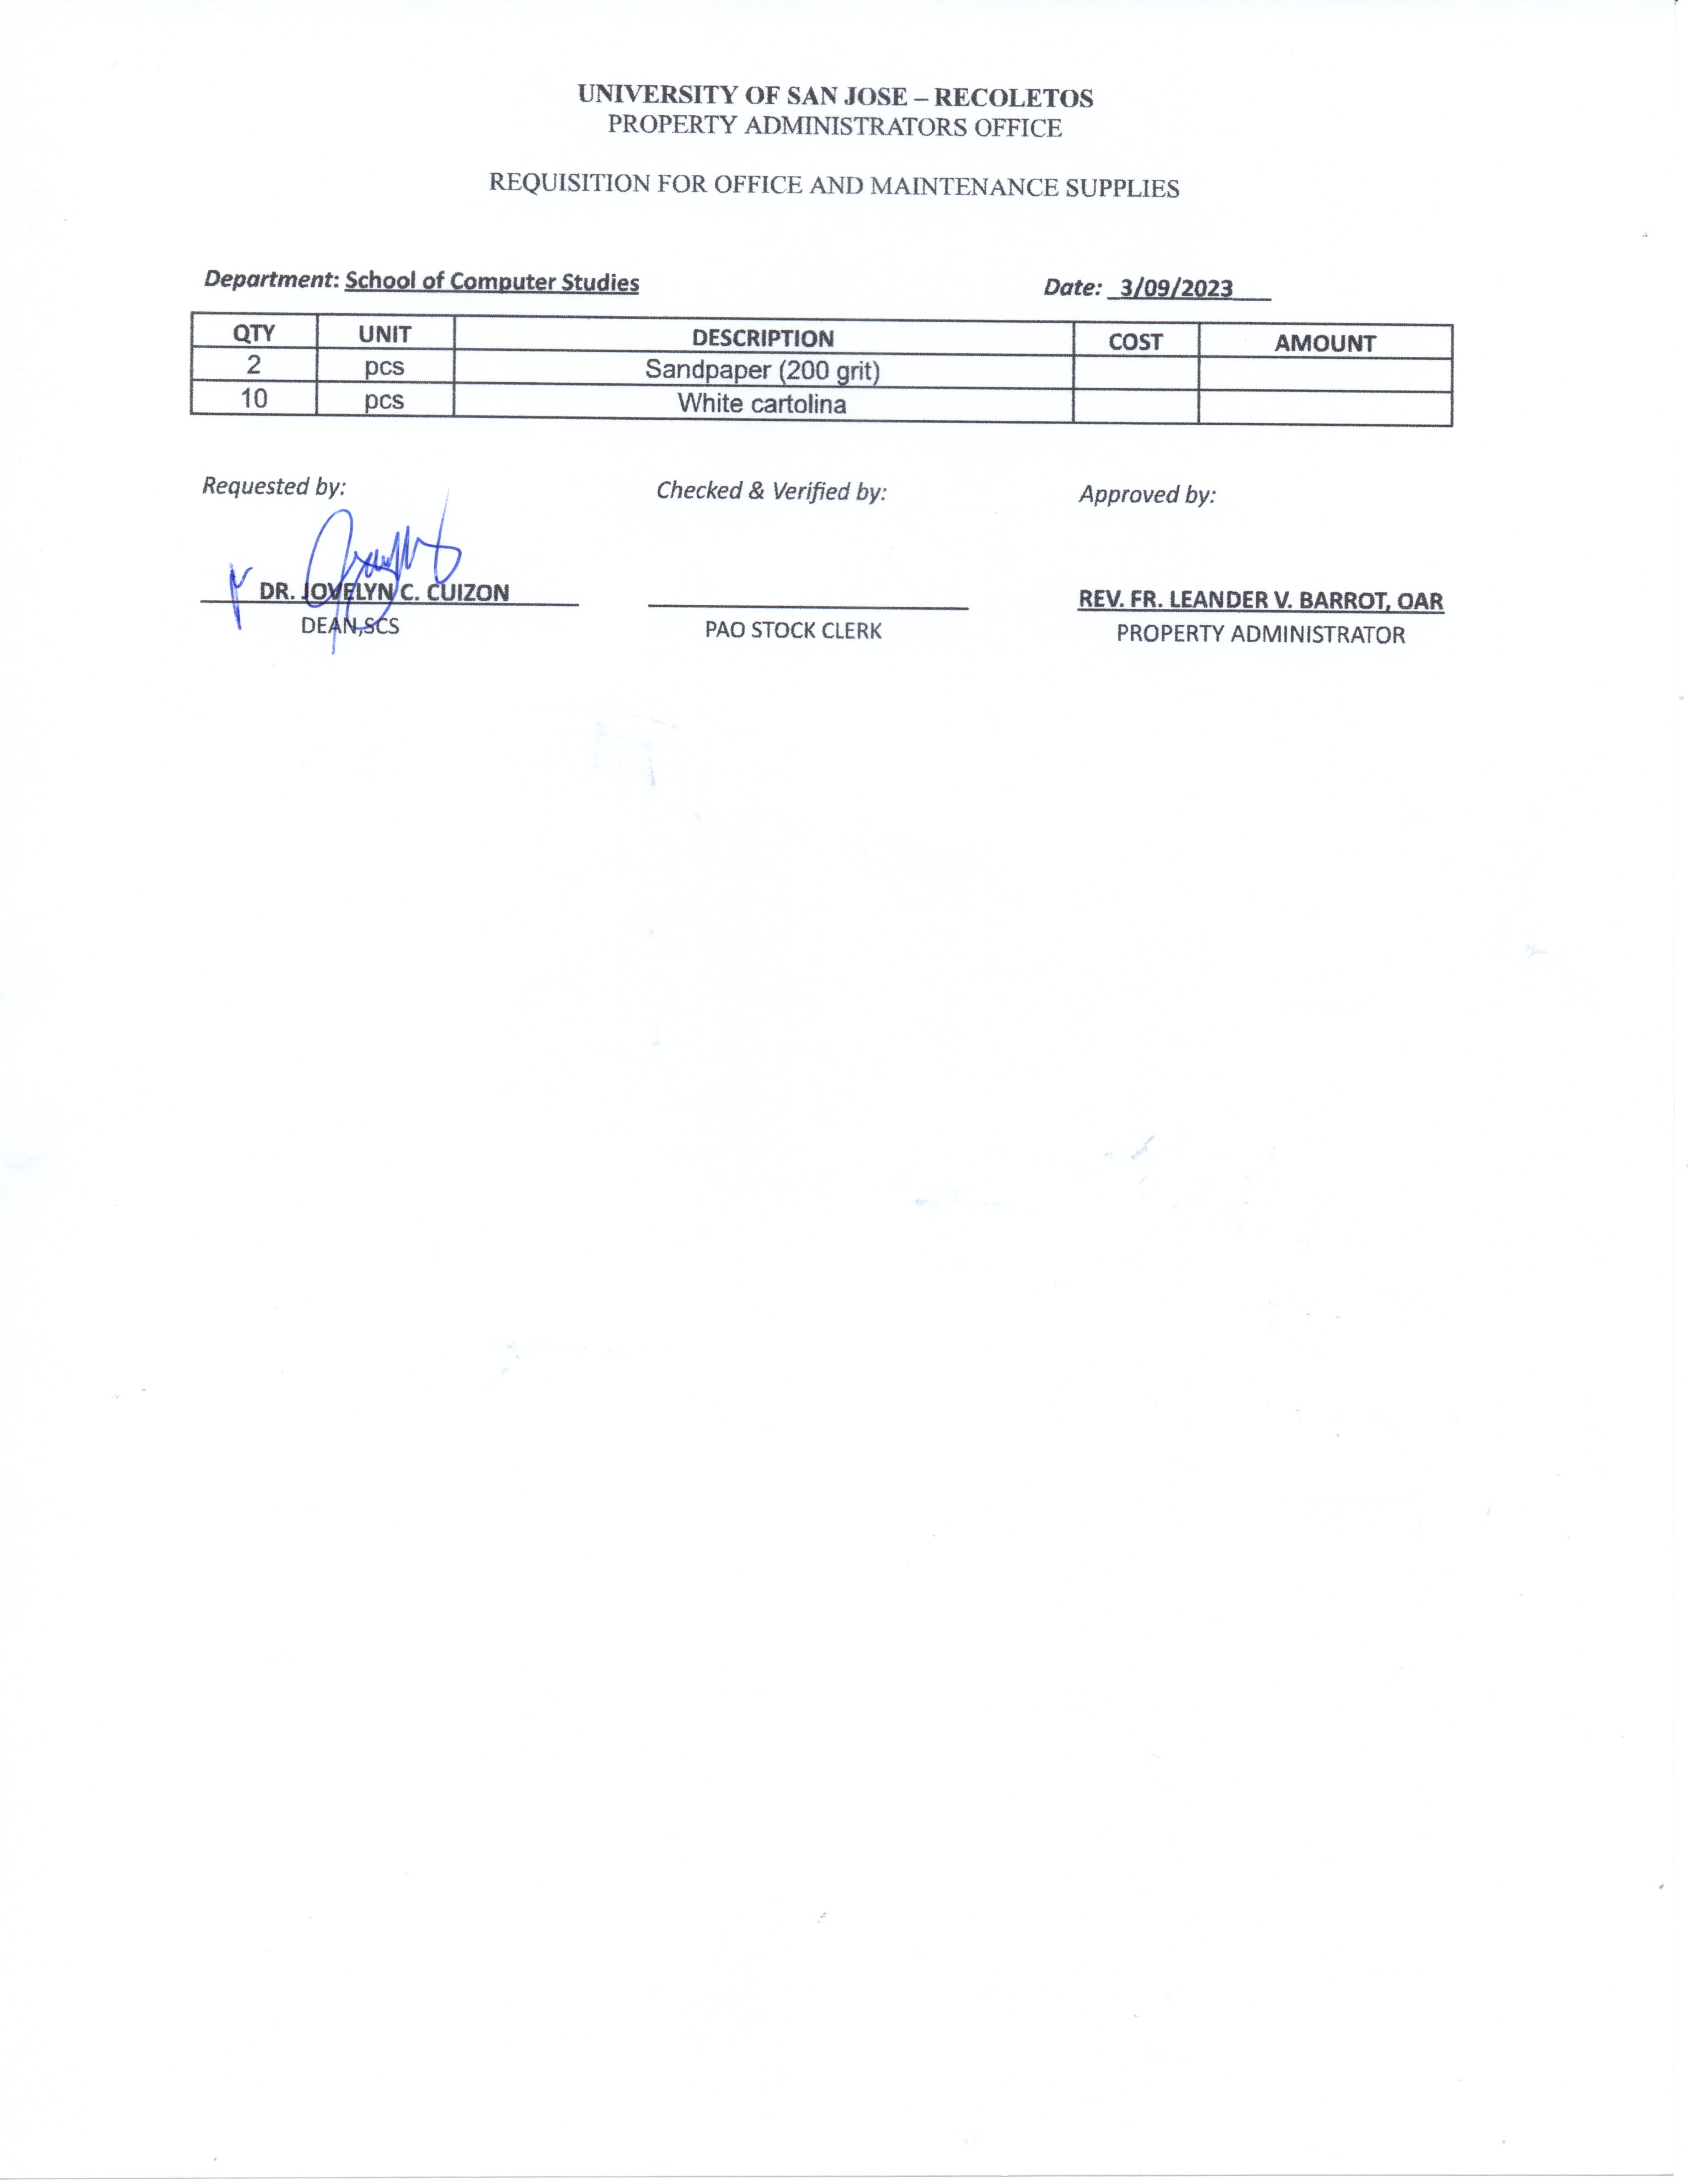 UNIVERSITY OF SAN JOSE – RECOLETOS
PROPERTY ADMINISTRATORS OFFICE
REQUISITION FOR OFFICE AND MAINTENANCE SUPPLIES
Department: School of Computer Studies Date: 3/09/2023
QTY UNIT DESCRIPTION COST AMOUNT
2 pcs Sandpaper (200 grit)
10 pcs White cartolina
Requested by: Checked & Verified by: Approved by:
DR. JOVELYN C. CUIZON REV. FR. LEANDER V. BARROT, OAR
DEAN,SCS PAO STOCK CLERK PROPERTY ADMINISTRATOR